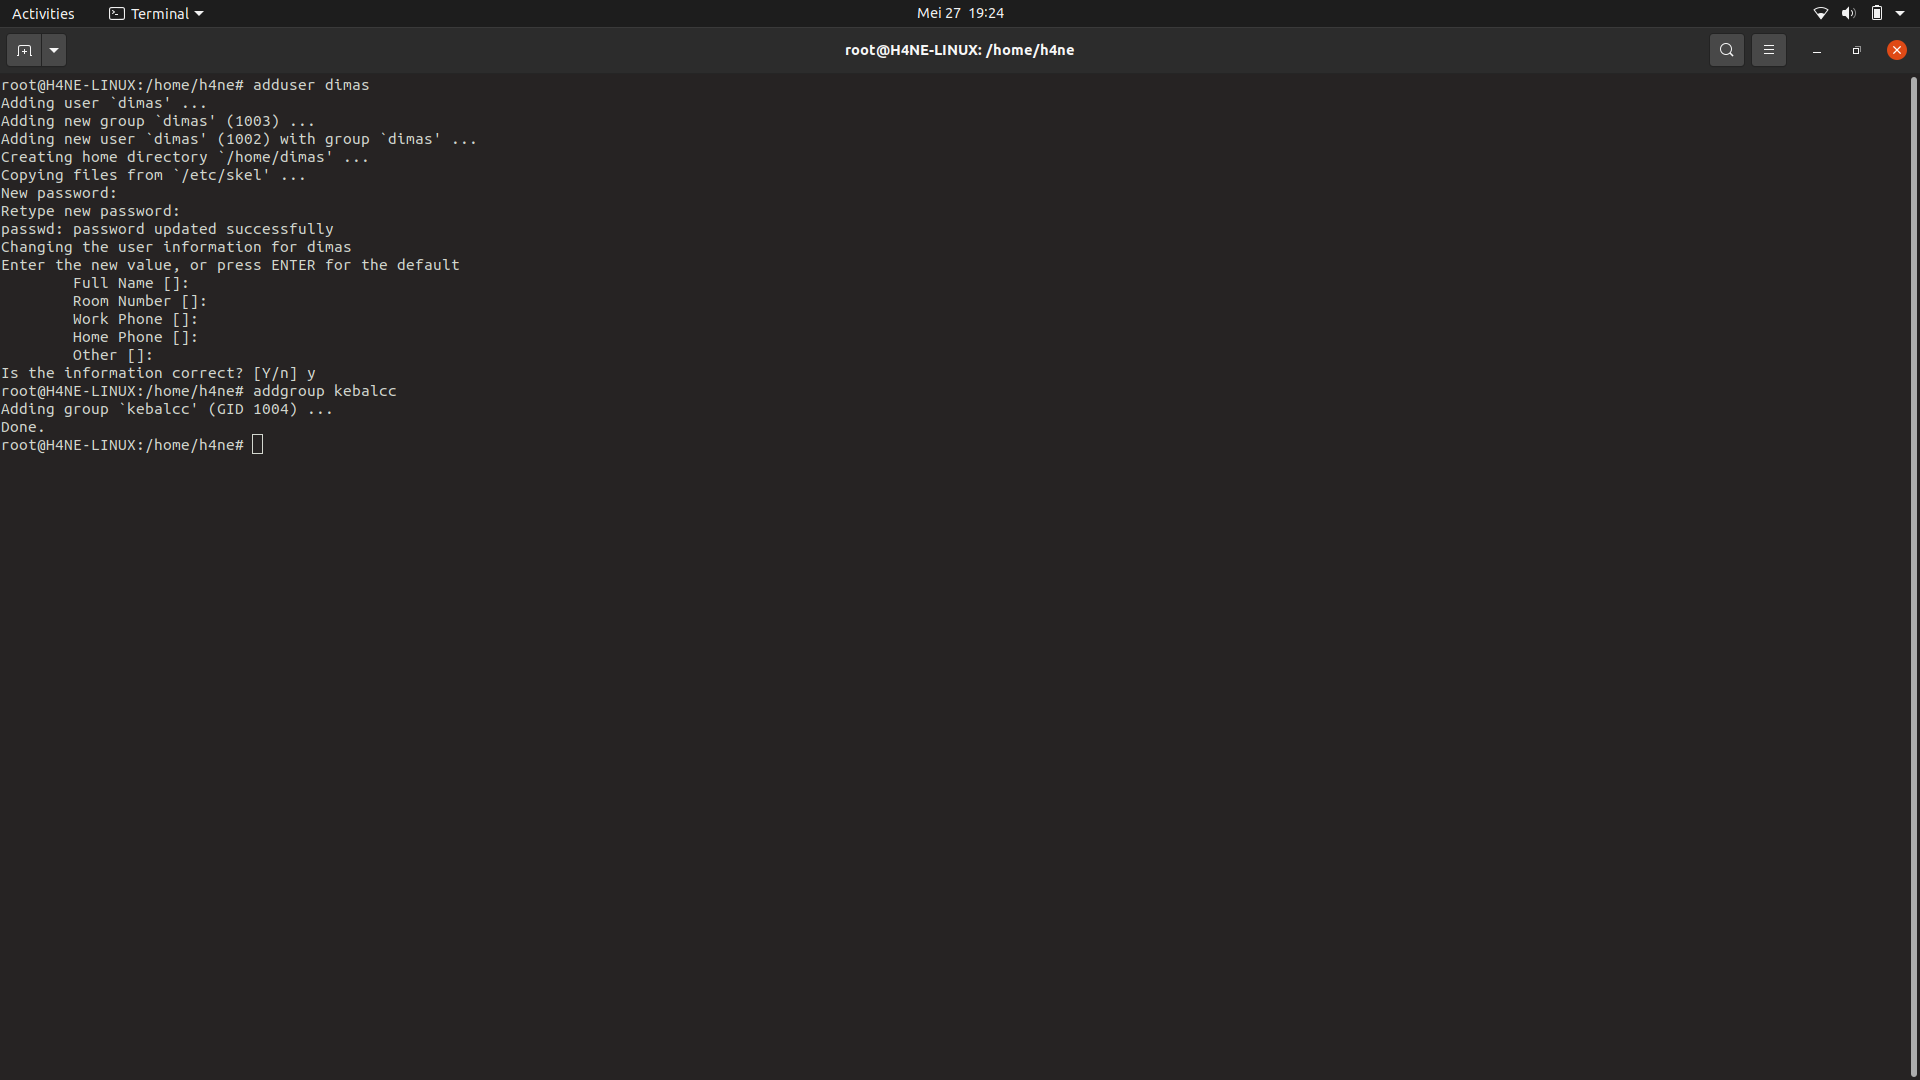 Activities Terminal Mei 27 19:24
root@H4NE-LINUX: /home/h4ne
root@H4NE-LINUX:/home/h4ne# adduser dimas
Adding user `dimas' ...
Adding new group `dimas' (1003) ...
Adding new user `dimas' (1002) with group `dimas' ...
Creating home directory `/home/dimas' ...
Copying files from `/etc/skel' ...
New password:
Retype new password:
passwd: password updated successfully
Changing the user information for dimas
Enter the new value, or press ENTER for the default
        Full Name []:
        Room Number []:
        Work Phone []:
        Home Phone []:
        Other []:
Is the information correct? [Y/n] y
root@H4NE-LINUX:/home/h4ne# addgroup kebalcc
Adding group `kebalcc' (GID 1004) ...
Done.
root@H4NE-LINUX:/home/h4ne#